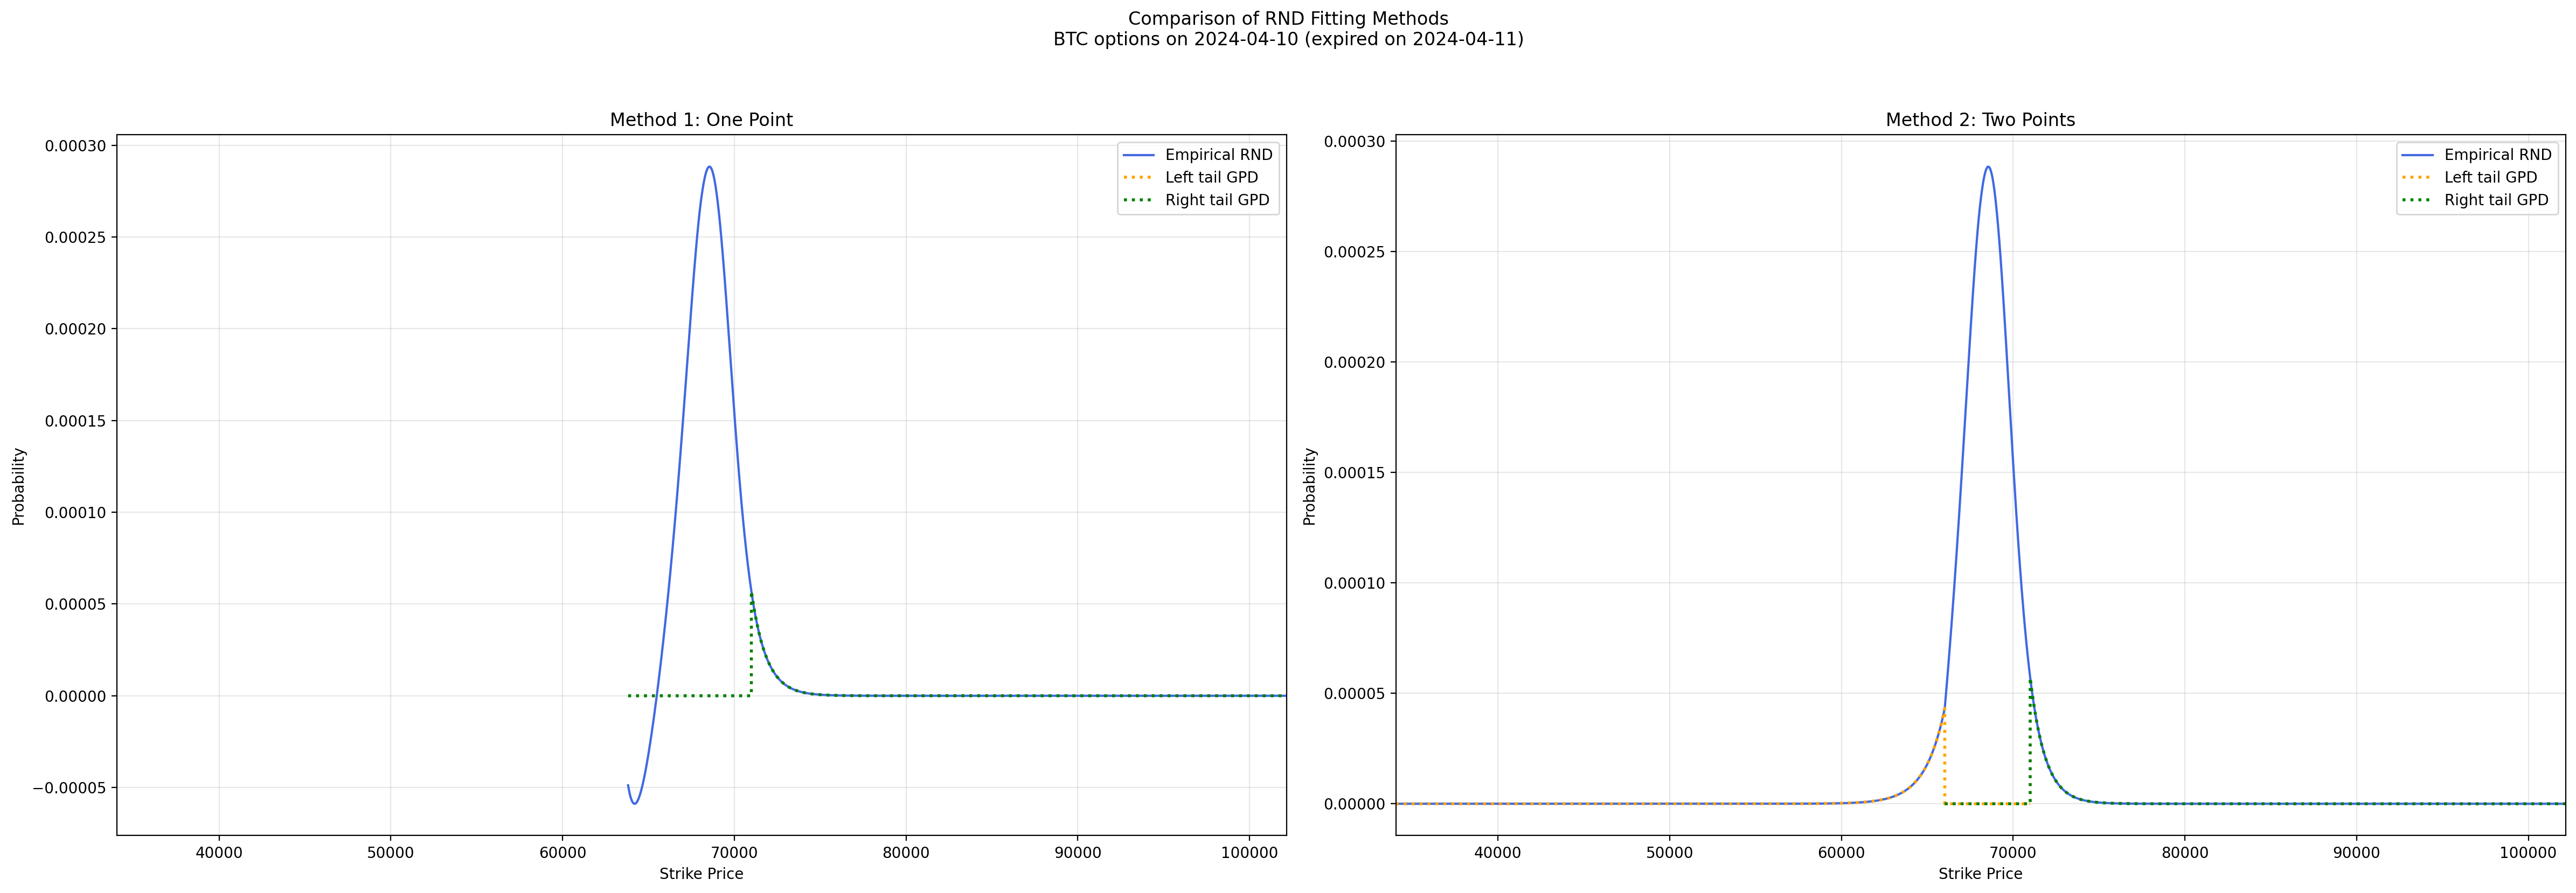 Comparison of RND Fitting Methods
BTC options on 2024-04-10 (expired on 2024-04-11)
Method 1: One Point
0.00030
0.00025
0.00020
0.00015
0.00010
0.00005
0.00000
−0.00005
Probability
40000
50000
60000
70000
80000
90000
100000
Strike Price
Empirical RND
Left tail GPD
Right tail GPD
Method 2: Two Points
0.00030
0.00025
0.00020
0.00015
0.00010
0.00005
0.00000
Probability
40000
50000
60000
70000
80000
90000
100000
Strike Price
Empirical RND
Left tail GPD
Right tail GPD